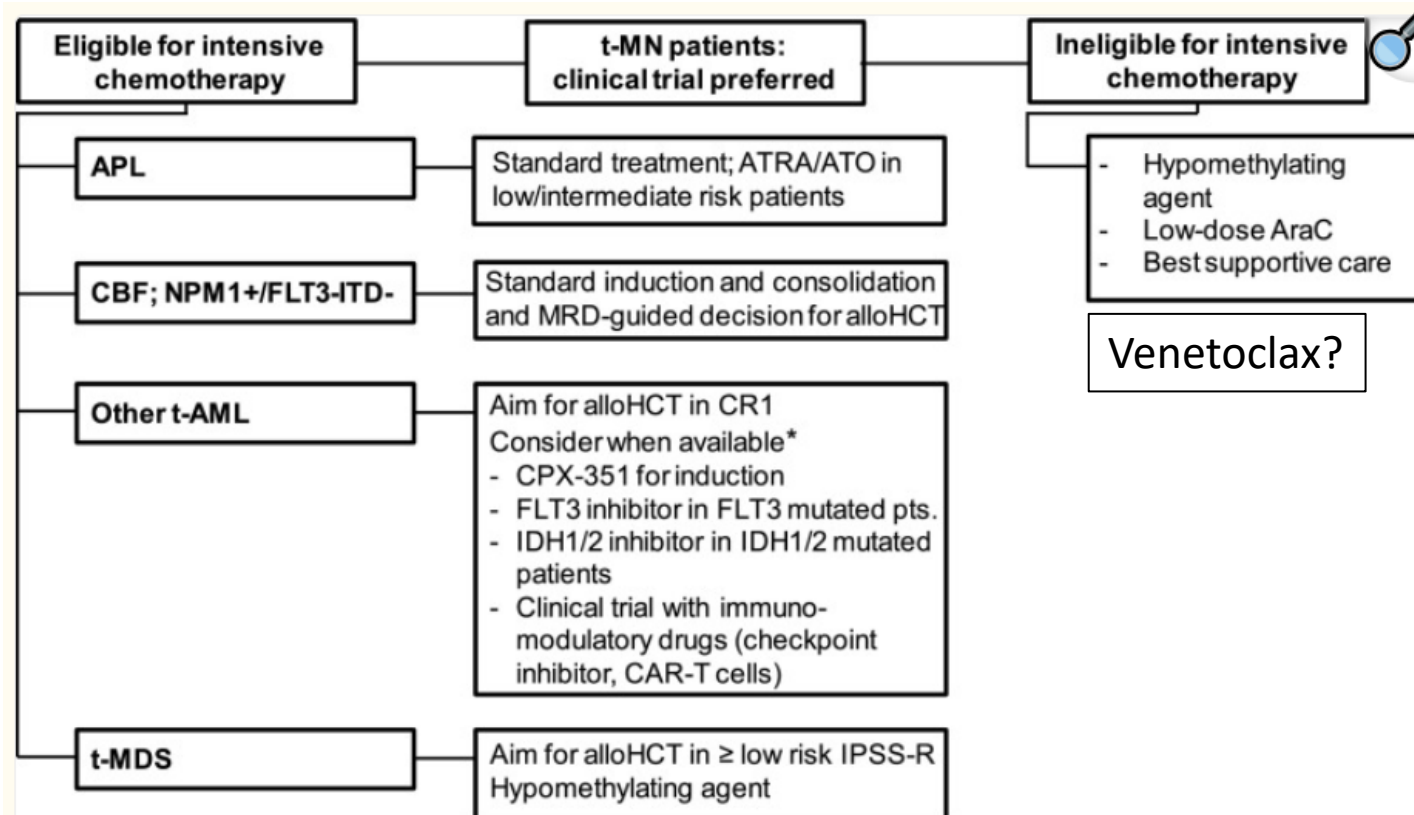 Eligible for intensive
chemotherapy
t-MN patients:
clinical trial preferred
Ineligible for intensive
chemotherapy
APL
Standard treatment; ATRA/ATO in
low/intermediate risk patients
CBF; NPM1+/FLT3-ITD-
Standard induction and consolidation
and MRD-guided decision for alloHCT
Other t-AML
Aim for alloHCT in CR1
Consider when available*
- CPX-351 for induction
- FLT3 inhibitor in FLT3 mutated pts.
- IDH1/2 inhibitor in IDH1/2 mutated
patients
- Clinical trial with immuno-
modulatory drugs (checkpoint
inhibitor, CAR-T cells)
t-MDS
Aim for alloHCT in ≥ low risk IPSS-R
Hypomethylating agent
- Hypomethylating
agent
- Low-dose AraC
- Best supportive care
Venetoclax?